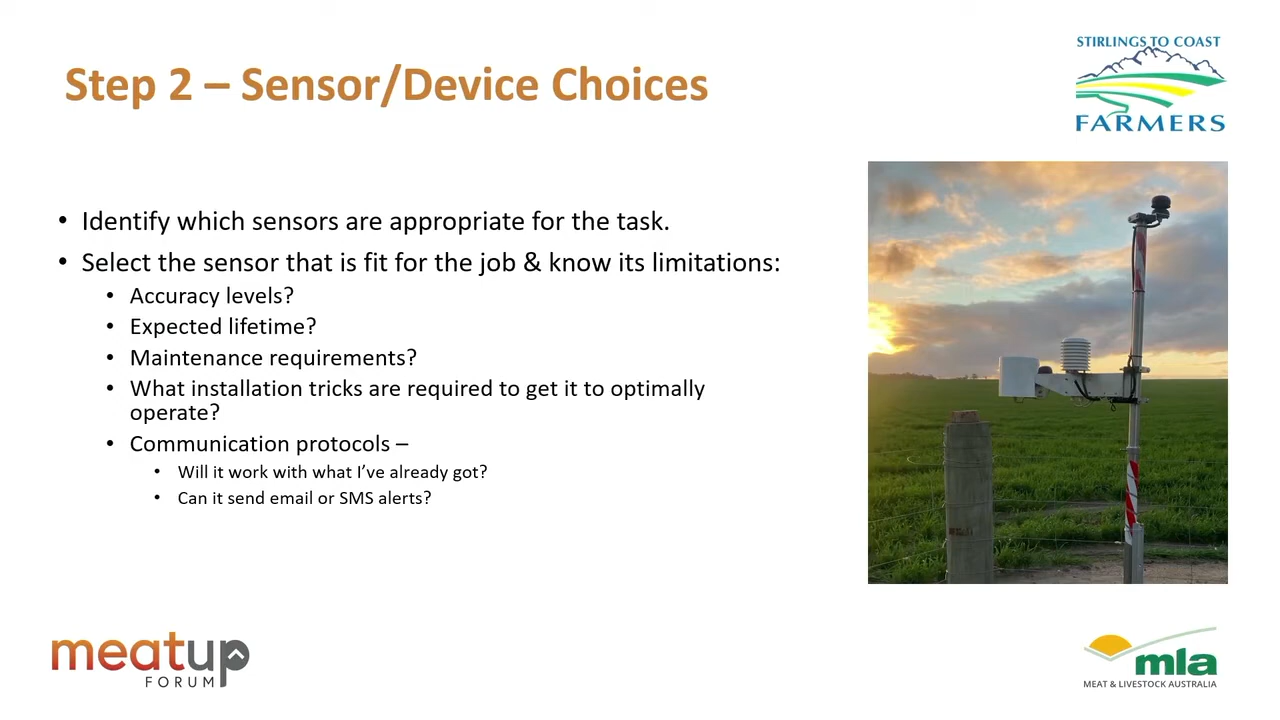 Step 2 – Sensor/Device Choices
STIRLINGS TO COAST
FARMERS
• Identify which sensors are appropriate for the task.
• Select the sensor that is fit for the job & know its limitations:
• Accuracy levels?
• Expected lifetime?
• Maintenance requirements?
• What installation tricks are required to get it to optimally
operate?
• Communication protocols –
• Will it work with what I’ve already got?
• Can it send email or SMS alerts?
meatup
FORUM
mla
MEAT & LIVESTOCK AUSTRALIA